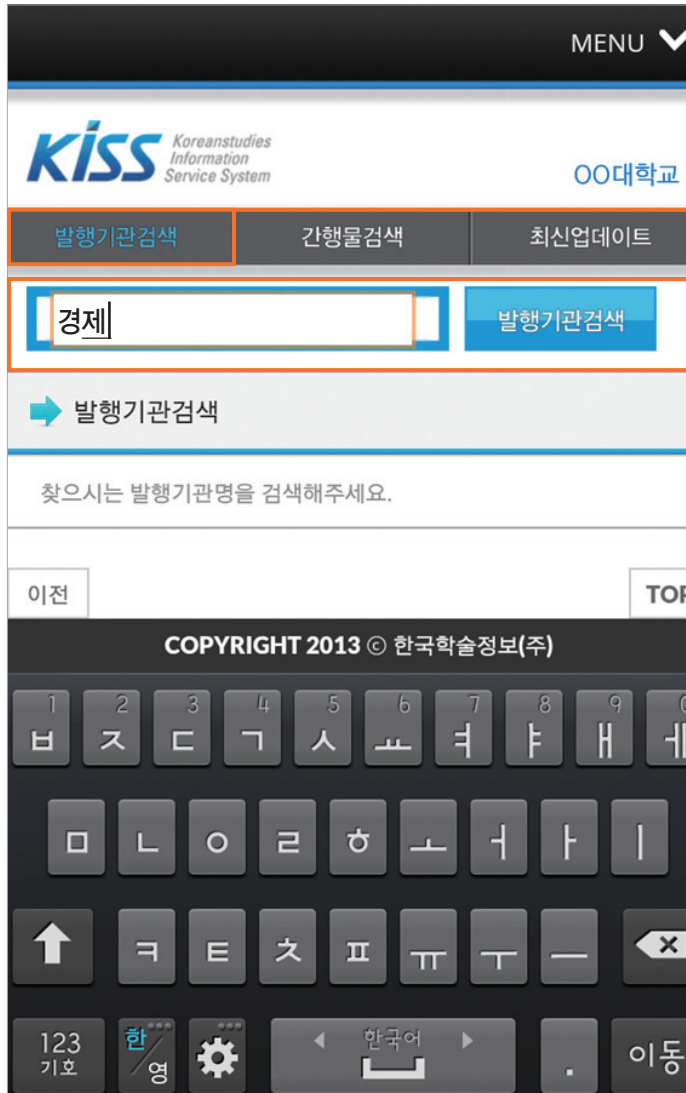 MENU
KISS Koreanstudies
Information
Service System
OO대학교
발행기관검색 간행물검색 최신업데이트
경제 발행기관검색
발행기관검색
찾으시는 발행기관명을 검색해주세요.
이전 TOP
COPYRIGHT 2013 ⓒ 한국학술정보(주)
1 2 3 4 5 6 7 8 9 0
ㅂ ㅈ ㄷ ㄱ ㅅ ㅛ ㅕ ㅑ ㅐ ㅔ
ㅁ ㄴ ㅇ ㄹ ㅎ ㅗ ㅓ ㅏ ㅣ
ㅋ ㅌ ㅊ ㅍ ㅠ ㅜ ㅡ
123 한/영 한국어 . 이동
기호